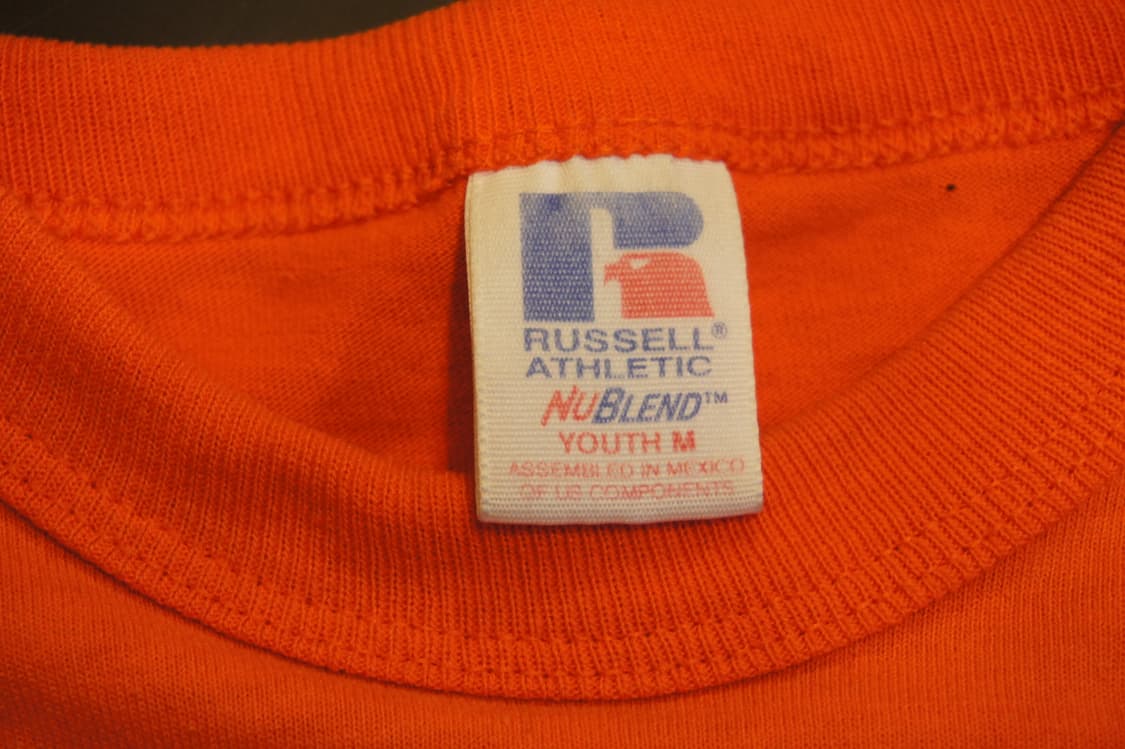 RUSSELL®
ATHLETIC
NUBLEND™
YOUTH M
ASSEMBLED IN MEXICO
OF US COMPONENTS